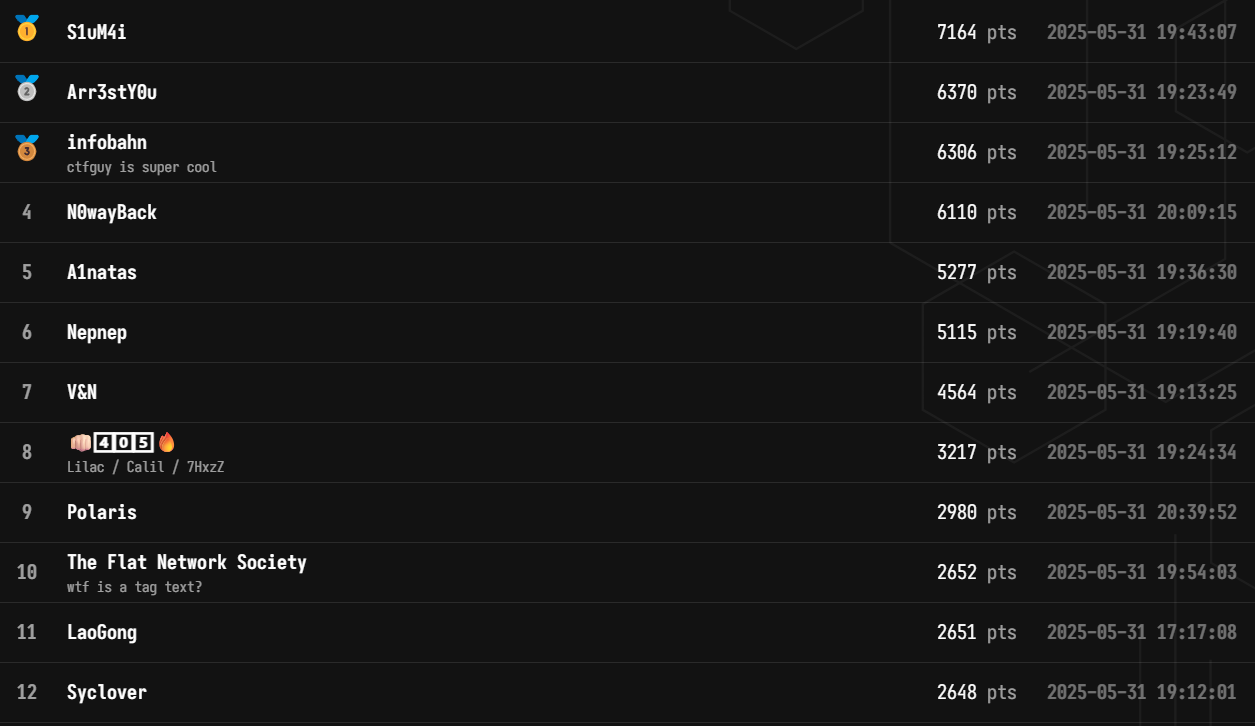 1 S1uM4i 7164 pts 2025-05-31 19:43:07
2 Arr3stY0u 6370 pts 2025-05-31 19:23:49
3 infobahn 6306 pts 2025-05-31 19:25:12
ctfguy is super cool
4 N0wayBack 6110 pts 2025-05-31 20:09:15
5 A1natas 5277 pts 2025-05-31 19:36:30
6 Nepnep 5115 pts 2025-05-31 19:19:40
7 V&N 4564 pts 2025-05-31 19:13:25
8 👊🏻4️⃣0️⃣5️⃣🔥 3217 pts 2025-05-31 19:24:34
Lilac / Calil / 7HxzZ
9 Polaris 2980 pts 2025-05-31 20:39:52
10 The Flat Network Society 2652 pts 2025-05-31 19:54:03
wtf is a tag text?
11 LaoGong 2651 pts 2025-05-31 17:17:08
12 Syclover 2648 pts 2025-05-31 19:12:01